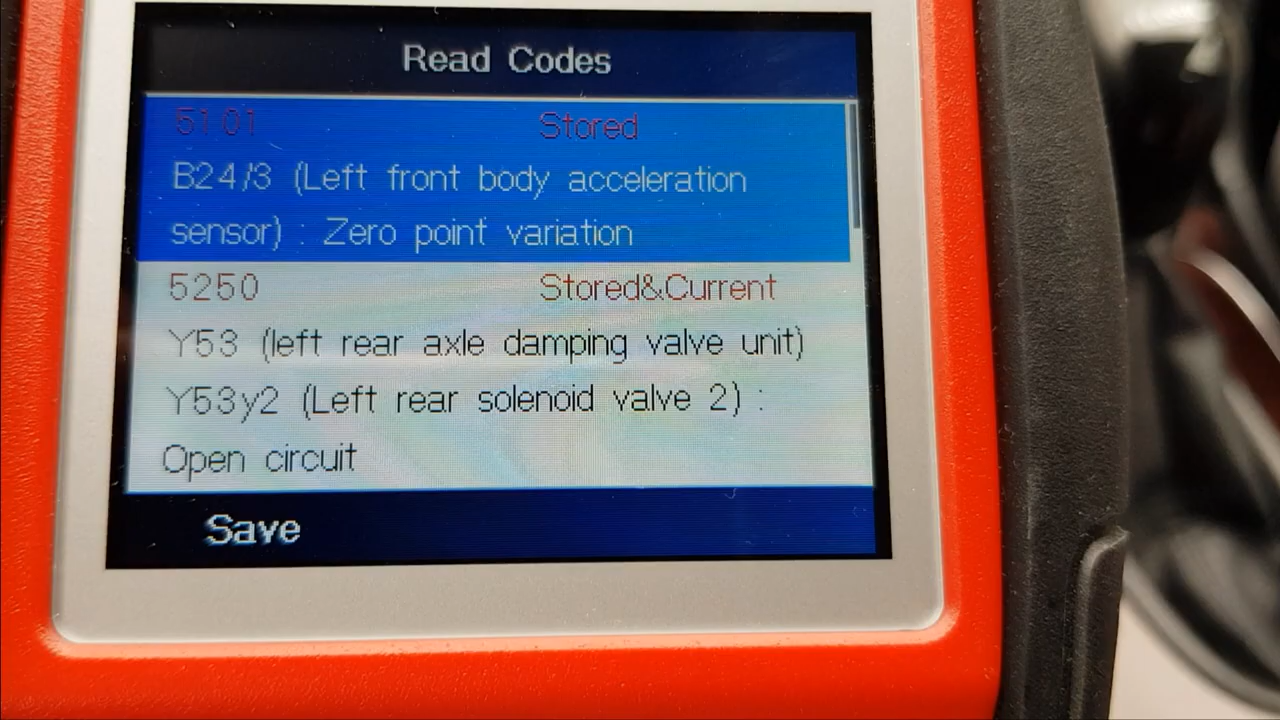 Read Codes
5101 Stored
B24/3 (Left front body acceleration
sensor) : Zero point variation
5250 Stored&Current
Y53 (left rear axle damping valve unit)
Y53y2 (Left rear solenoid valve 2) :
Open circuit
Save